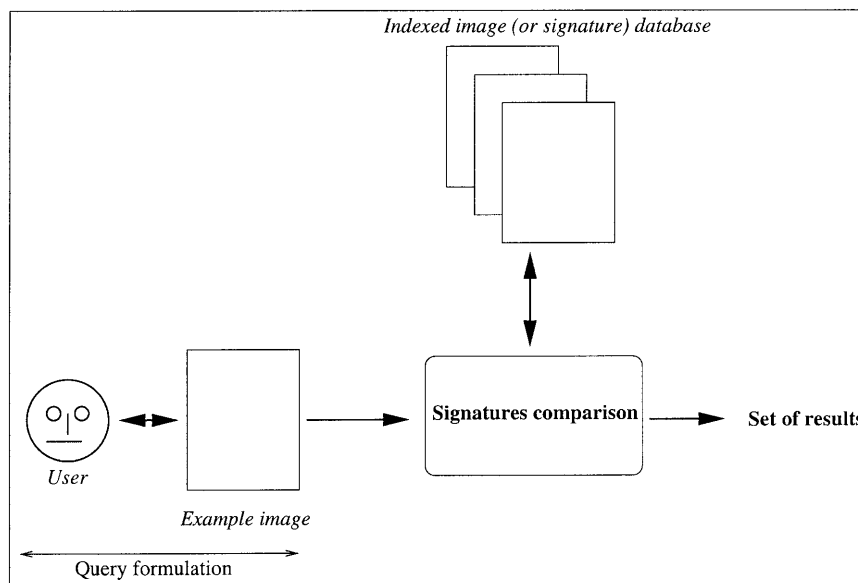 Indexed image (or signature) database
Signatures comparison
Set of results
User
Example image
Query formulation